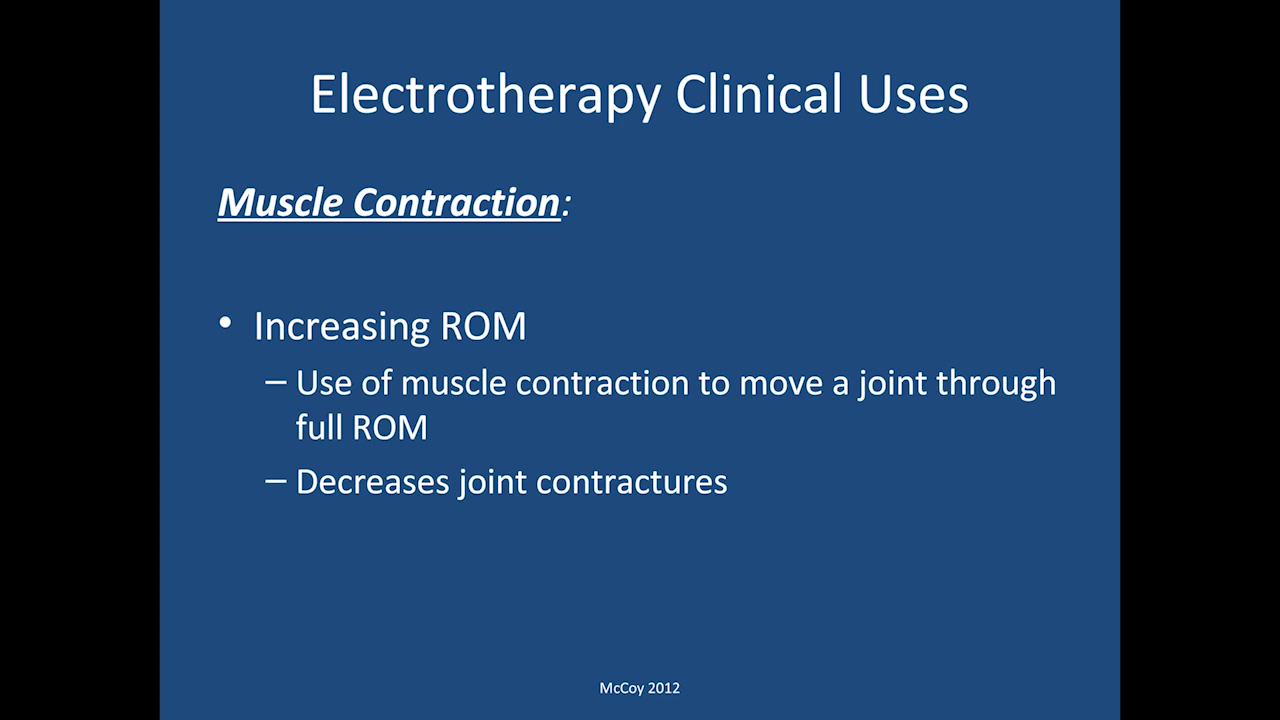 Electrotherapy Clinical Uses
Muscle Contraction:
• Increasing ROM
– Use of muscle contraction to move a joint through
full ROM
– Decreases joint contractures
McCoy 2012